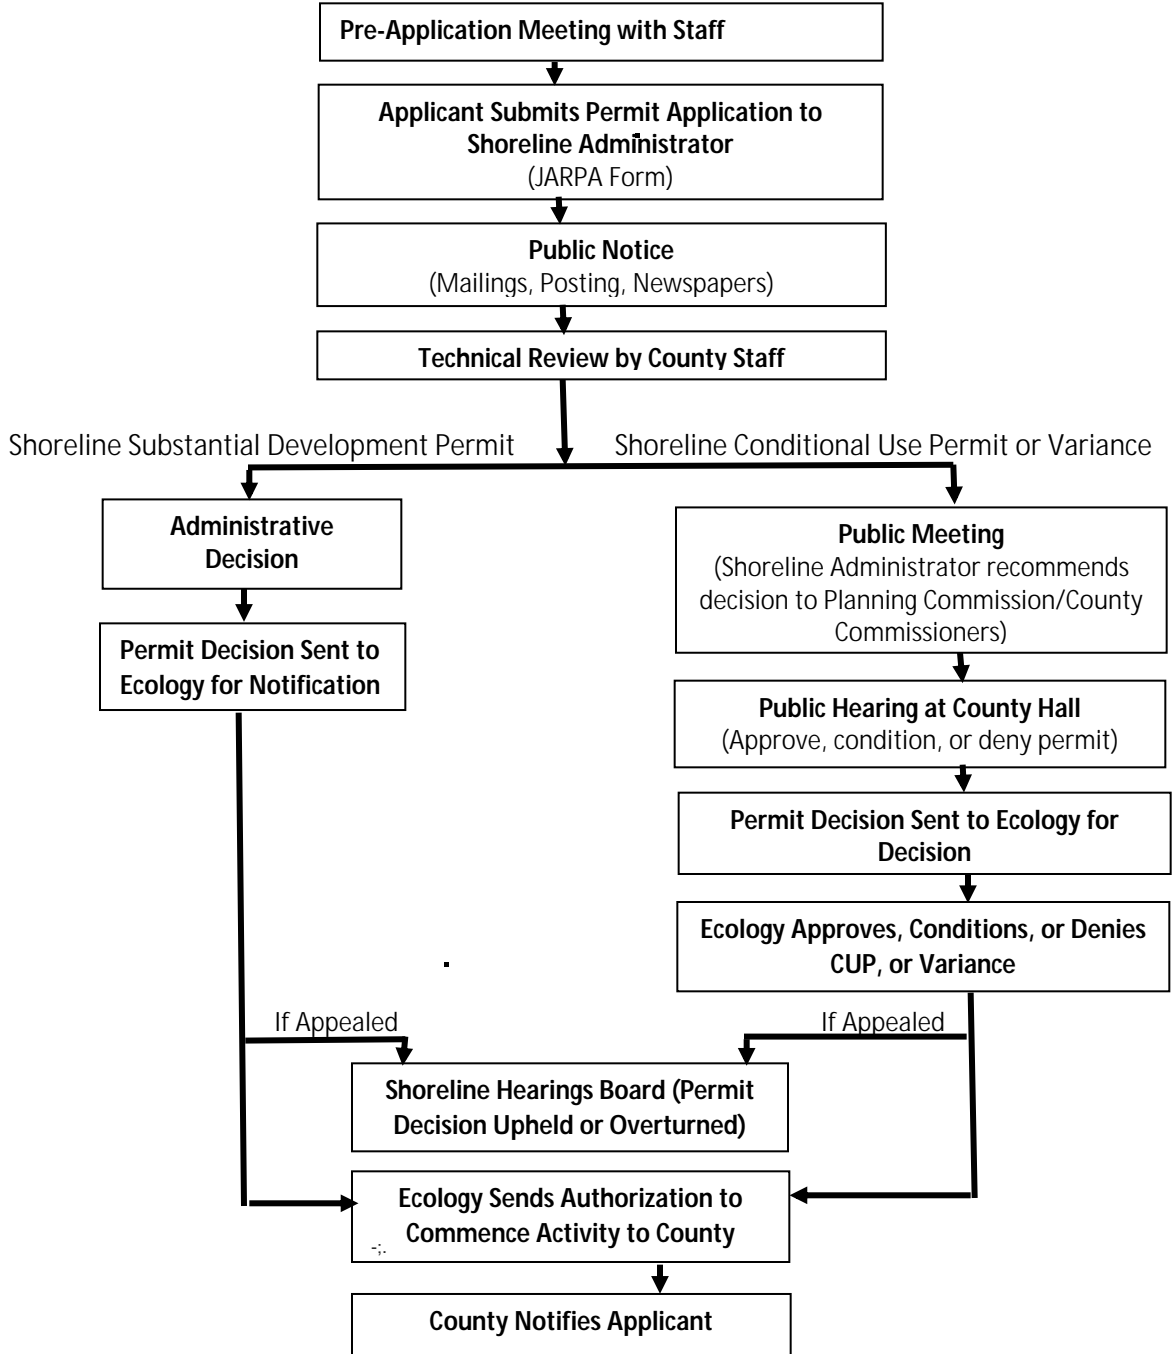 Pre-Application Meeting with Staff
Applicant Submits Permit Application to
Shoreline Administrator
(JARPA Form)
Public Notice
(Mailings, Posting, Newspapers)
Technical Review by County Staff
Shoreline Substantial Development Permit
Shoreline Conditional Use Permit or Variance
Administrative
Decision
Permit Decision Sent to
Ecology for Notification
Public Meeting
(Shoreline Administrator recommends
decision to Planning Commission/County
Commissioners)
Public Hearing at County Hall
(Approve, condition, or deny permit)
Permit Decision Sent to Ecology for
Decision
Ecology Approves, Conditions, or Denies
CUP, or Variance
If Appealed
If Appealed
Shoreline Hearings Board (Permit
Decision Upheld or Overturned)
Ecology Sends Authorization to
Commence Activity to County
-;.
County Notifies Applicant